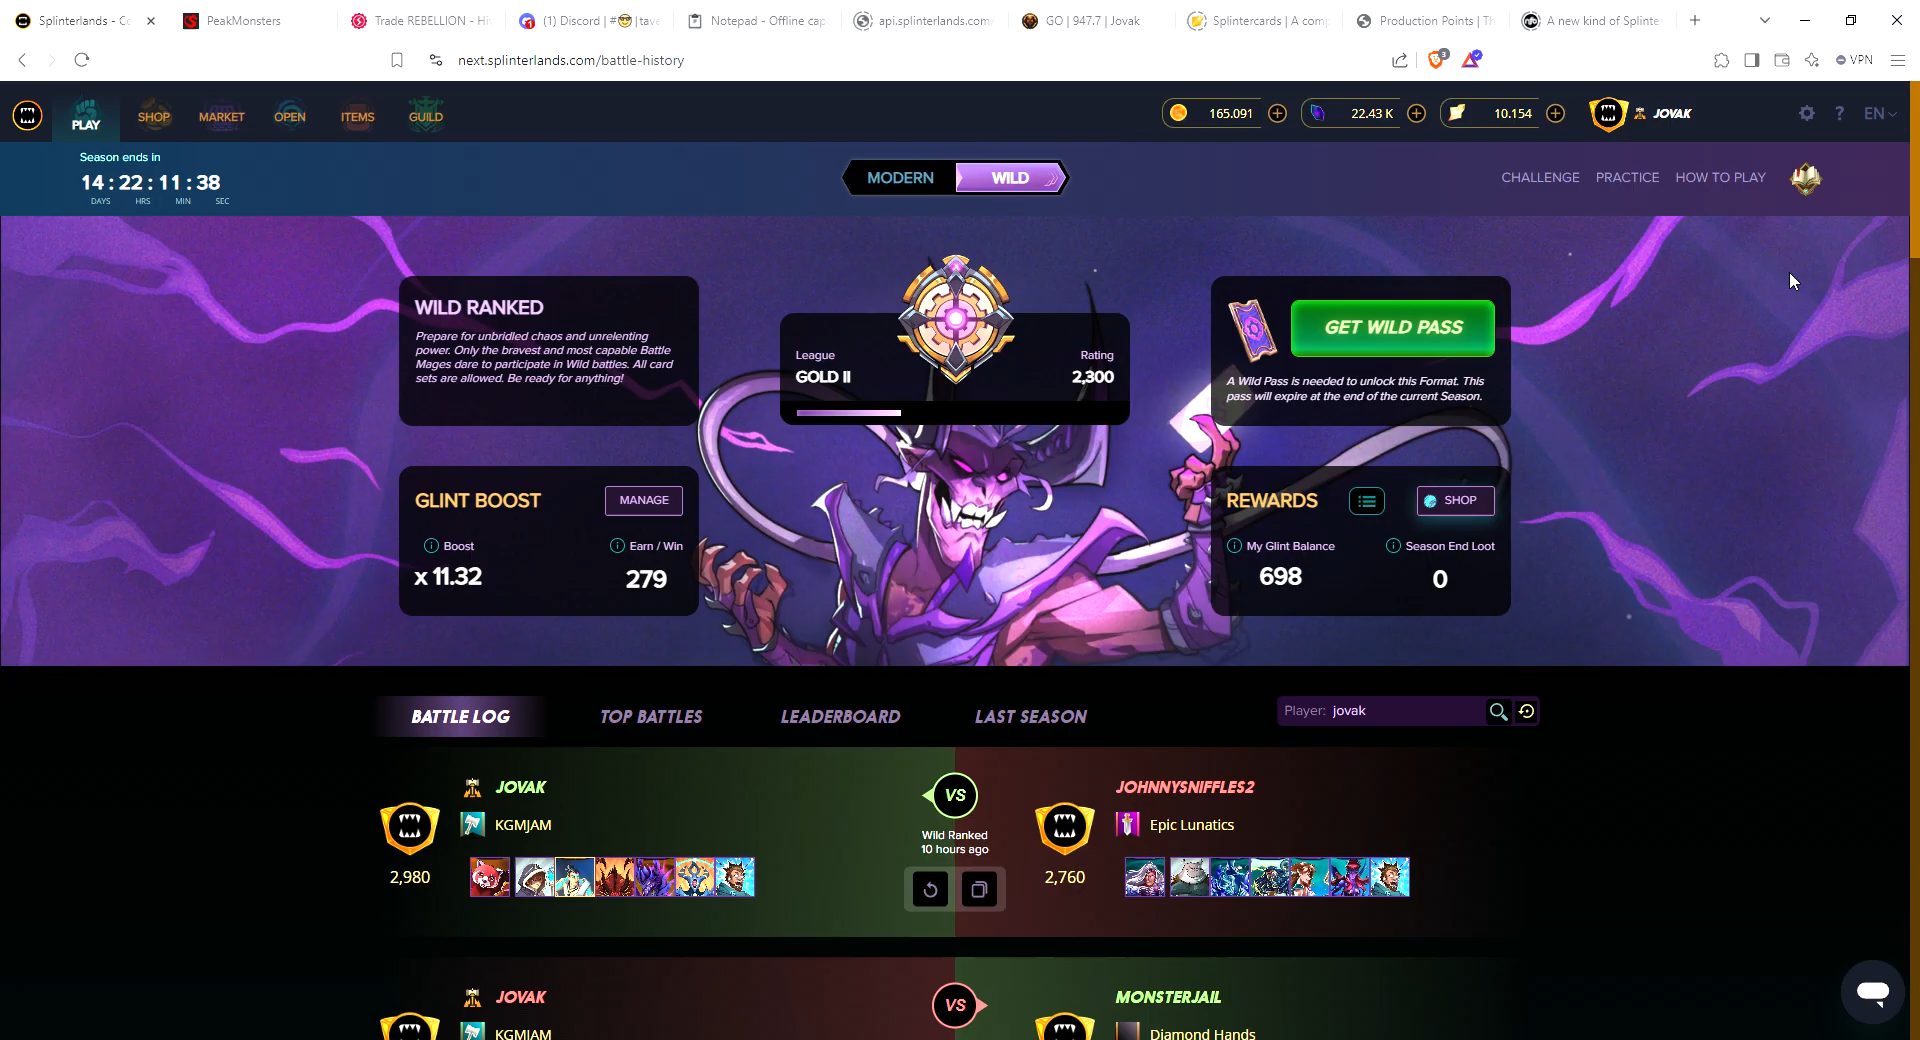 Splinterlands - Co
PeakMonsters
Trade REBELLION - Hi
(1) Discord | #😎 | tave
Notepad - Offline cap
api.splinterlands.com/
GO | 947.7 | Jovak
Splintercards | A comp
Production Points | Th
A new kind of Splinte
next.splinterlands.com/battle-history
3
VPN
PLAY
SHOP
MARKET
OPEN
ITEMS
GUILD
165.091
22.43 K
10.154
JOVAK
EN
Season ends in
14 : 22 : 11 : 38
DAYS HRS MIN SEC
MODERN
WILD
CHALLENGE
PRACTICE
HOW TO PLAY
WILD RANKED
Prepare for unbridled chaos and unrelenting
power. Only the bravest and most capable Battle
Mages dare to participate in Wild battles. All card
sets are allowed. Be ready for anything!
League
GOLD II
Rating
2,300
GET WILD PASS
A Wild Pass is needed to unlock this Format. This
pass will expire at the end of the current Season.
GLINT BOOST
MANAGE
Boost
x 11.32
Earn / Win
279
REWARDS
SHOP
My Glint Balance
698
Season End Loot
0
BATTLE LOG
TOP BATTLES
LEADERBOARD
LAST SEASON
Player: jovak
JOVAK
KGMJAM
2,980
VS
Wild Ranked
10 hours ago
JOHNNYSNIFFLES2
Epic Lunatics
2,760
JOVAK
KGMJAM
VS
MONSTERJAIL
Diamond Hands